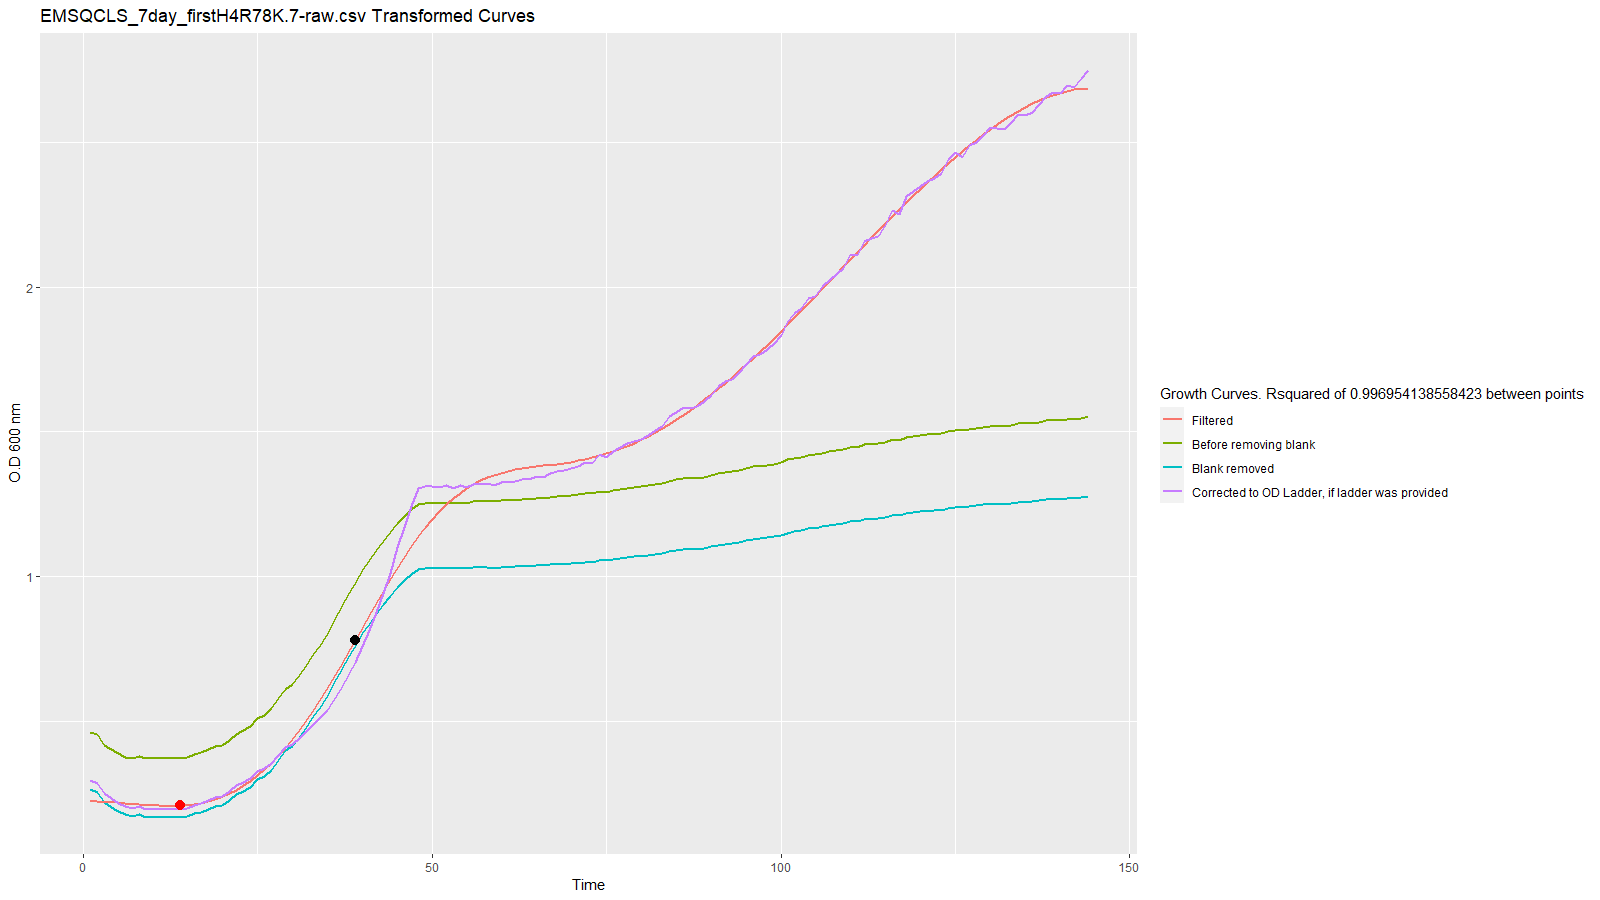 EMSQCLS_7day_firstH4R78K.7-raw.csv Transformed Curves
O.D 600 nm
2
1
0
50
100
150
Time
Growth Curves. Rsquared of 0.996954138558423 between points
Filtered
Before removing blank
Blank removed
Corrected to OD Ladder, if ladder was provided